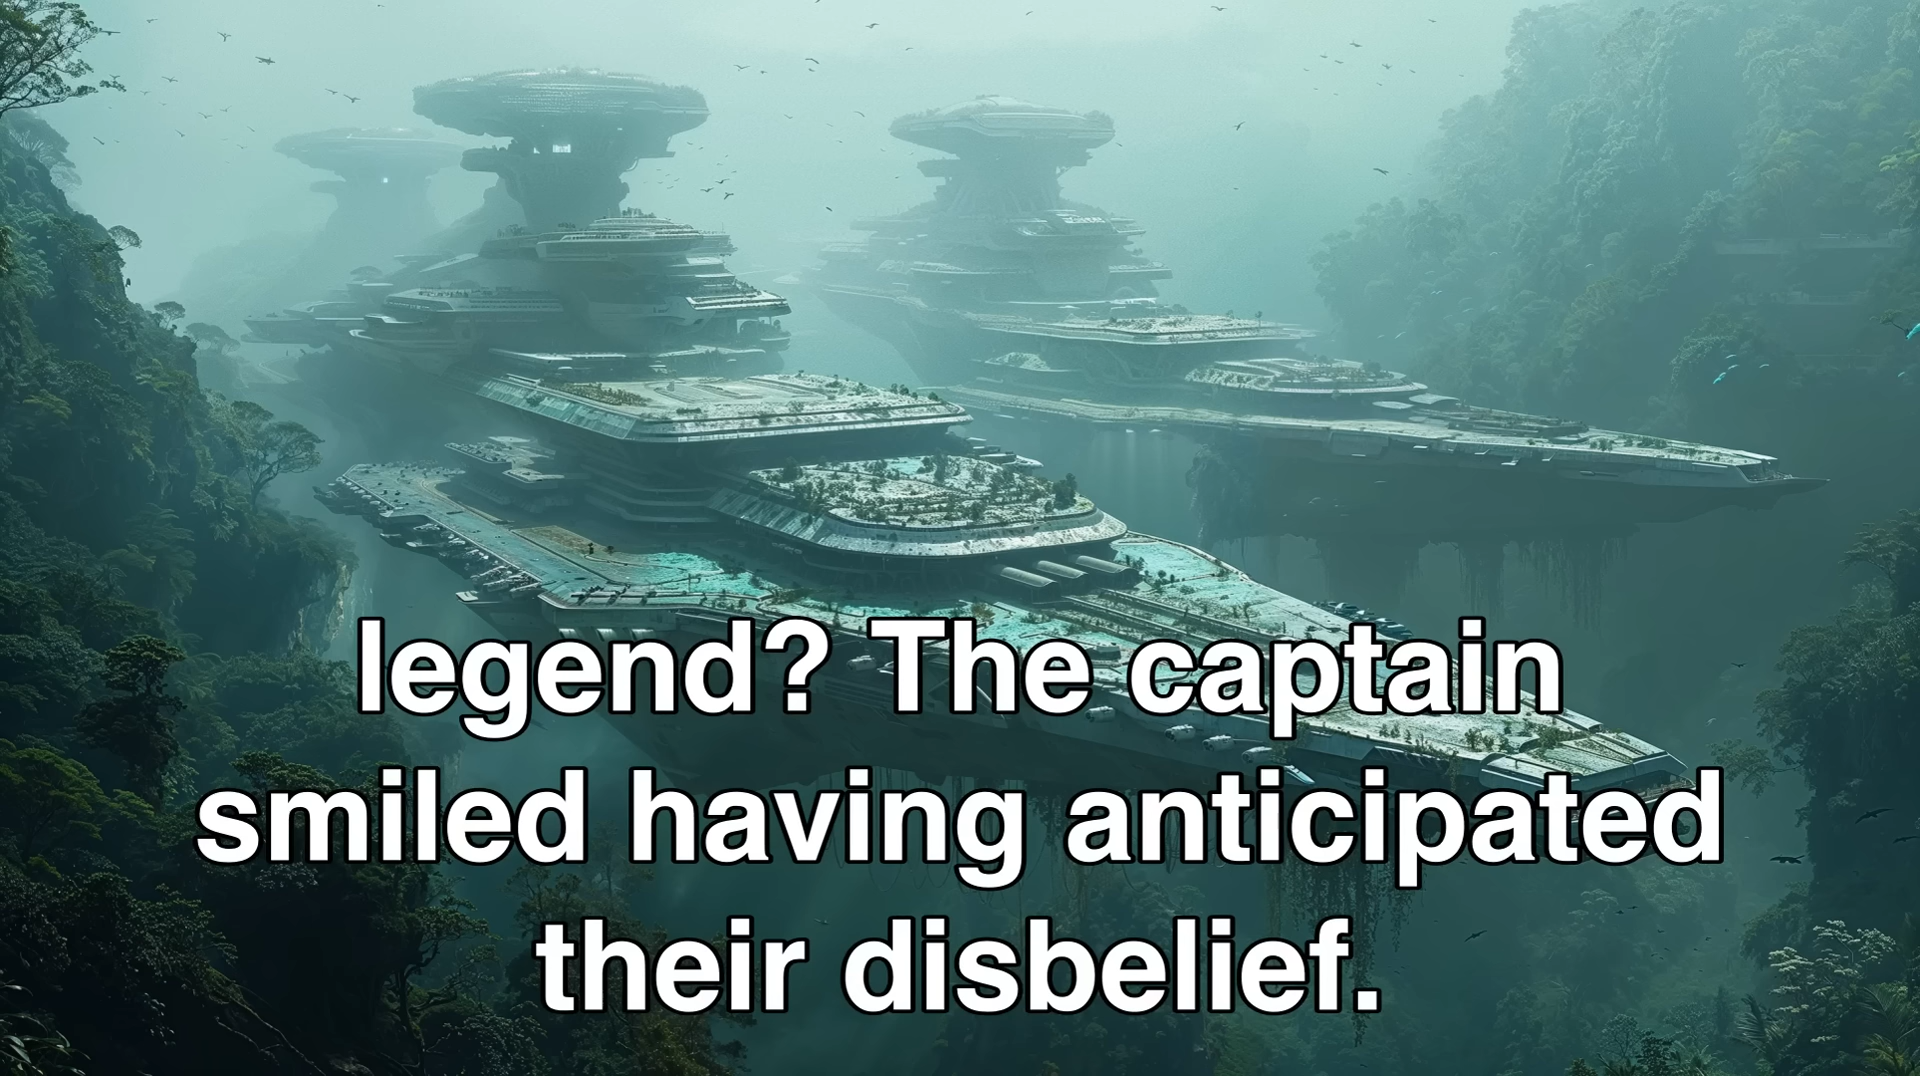 legend? The captain
smiled having anticipated
their disbelief.